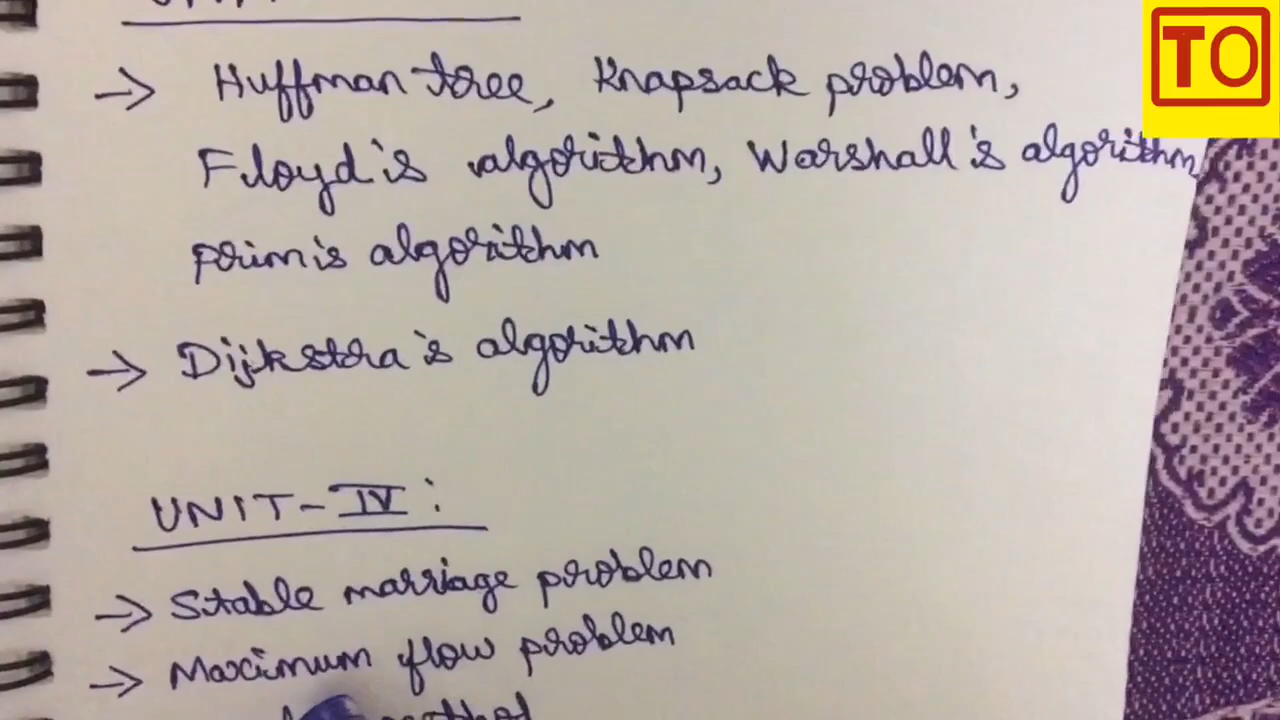 → Huffman tree, Knapsack problem,
Floyd's algorithm, Warshall's algorithm,
prim's algorithm
→ Dijkstra's algorithm
UNIT-IV:
→ Stable marriage problem
→ Maximum flow problem
TO